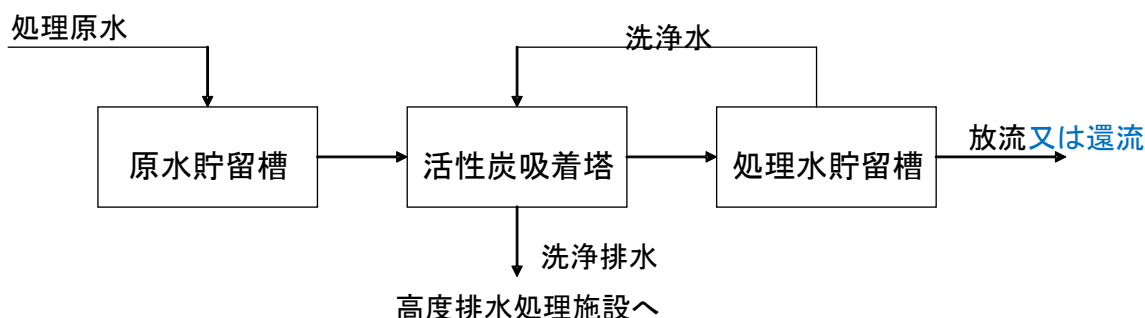 処理原水
洗浄水
原水貯留槽
活性炭吸着塔
処理水貯留槽
放流又は還流
洗浄排水
高度排水処理施設へ